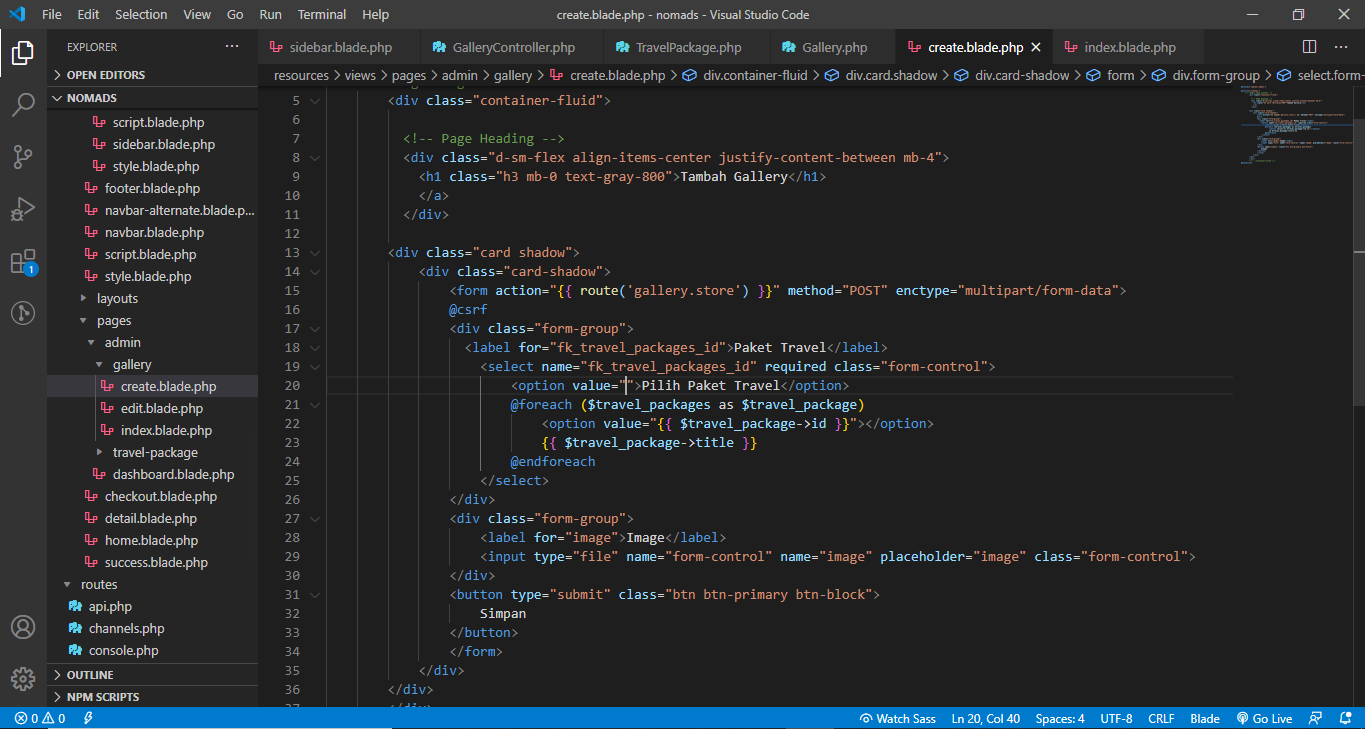 File Edit Selection View Go Run Terminal Help create.blade.php - nomads - Visual Studio Code
EXPLORER
OPEN EDITORS
NOMADS
script.blade.php
sidebar.blade.php
style.blade.php
footer.blade.php
navbar-alternate.blade.p...
navbar.blade.php
script.blade.php
style.blade.php
layouts
pages
admin
gallery
create.blade.php
edit.blade.php
index.blade.php
travel-package
dashboard.blade.php
checkout.blade.php
detail.blade.php
home.blade.php
success.blade.php
routes
api.php
channels.php
console.php
OUTLINE
NPM SCRIPTS
1
sidebar.blade.php GalleryController.php TravelPackage.php Gallery.php create.blade.php index.blade.php
resources > views > pages > admin > gallery > create.blade.php > div.container-fluid > div.card.shadow > div.card-shadow > form > div.form-group > select.form-
5 <div class="container-fluid">
6
7 <!-- Page Heading -->
8 <div class="d-sm-flex align-items-center justify-content-between mb-4">
9 <h1 class="h3 mb-0 text-gray-800">Tambah Gallery</h1>
10 </a>
11 </div>
12
13 <div class="card shadow">
14 <div class="card-shadow">
15 <form action="{{ route('gallery.store') }}" method="POST" enctype="multipart/form-data">
16 @csrf
17 <div class="form-group">
18 <label for="fk_travel_packages_id">Paket Travel</label>
19 <select name="fk_travel_packages_id" required class="form-control">
20 <option value="">Pilih Paket Travel</option>
21 @foreach ($travel_packages as $travel_package)
22 <option value="{{ $travel_package->id }}"></option>
23 {{ $travel_package->title }}
24 @endforeach
25 </select>
26 </div>
27 <div class="form-group">
28 <label for="image">Image</label>
29 <input type="file" name="form-control" name="image" placeholder="image" class="form-control">
30 </div>
31 <button type="submit" class="btn btn-primary btn-block">
32 Simpan
33 </button>
34 </form>
35 </div>
36 </div>
37 </div>
0 0 Watch Sass Ln 20, Col 40 Spaces: 4 UTF-8 CRLF Blade Go Live